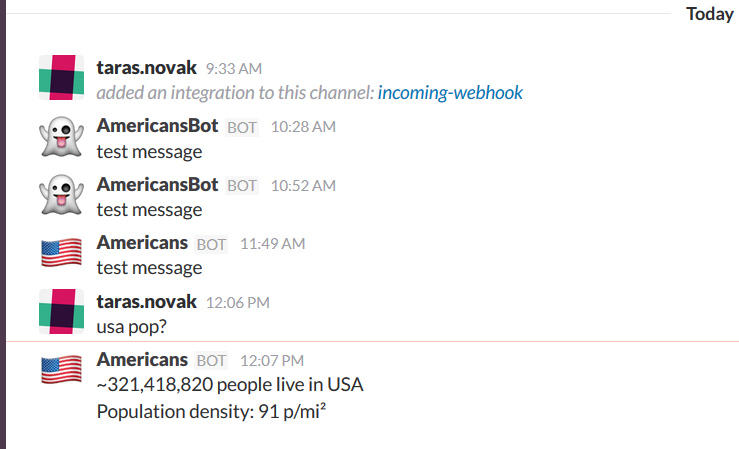 Today
taras.novak 9:33 AM
added an integration to this channel: incoming-webhook
AmericansBot BOT 10:28 AM
test message
AmericansBot BOT 10:52 AM
test message
Americans BOT 11:49 AM
test message
taras.novak 12:06 PM
usa pop?
Americans BOT 12:07 PM
~321,418,820 people live in USA
Population density: 91 p/mi²